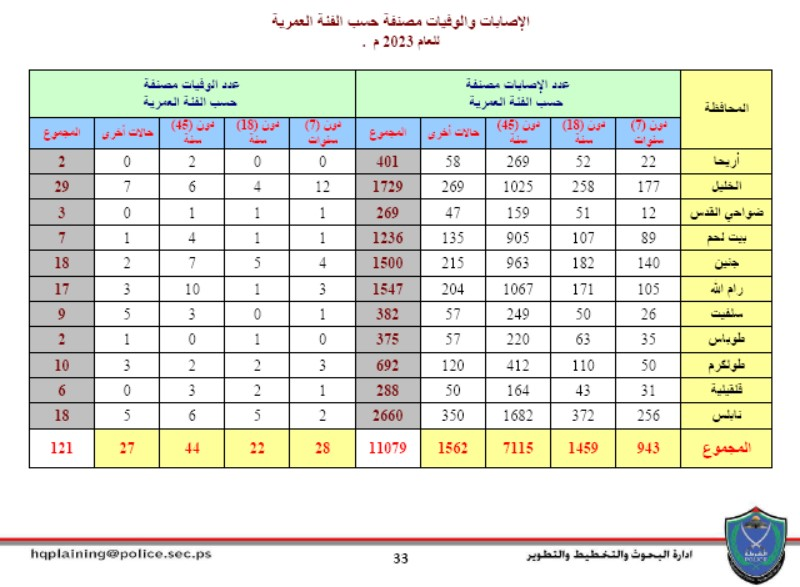 الإصابات والوفيات مصنفة حسب الفئة العمرية
للعام 2023 م .
المحافظة عدد الإصابات مصنفة حسب الفئة العمرية عدد الوفيات مصنفة حسب الفئة العمرية
دون (7) سنوات دون (18) سنة دون (45) سنة حالات أخرى المجموع دون (7) سنوات دون (18) سنة دون (45) سنة حالات أخرى المجموع
أريحا 22 52 269 58 401 0 0 2 0 2
الخليل 177 258 1025 269 1729 12 4 6 7 29
ضواحي القدس 12 51 159 47 269 1 1 1 0 3
بيت لحم 89 107 905 135 1236 1 1 4 1 7
جنين 140 182 963 215 1500 4 5 7 2 18
رام الله 105 171 1067 204 1547 3 1 10 3 17
سلفيت 26 50 249 57 382 1 0 3 5 9
طوباس 35 63 220 57 375 0 1 0 1 2
طولكرم 50 110 412 120 692 3 2 2 3 10
قلقيلية 31 43 164 50 288 1 2 3 0 6
نابلس 256 372 1682 350 2660 2 5 6 5 18
المجموع 943 1459 7115 1562 11079 28 22 44 27 121
ادارة البحوث والتخطيط والتطوير
33
hqplaining@police.sec.ps
الشرطة
POLICE